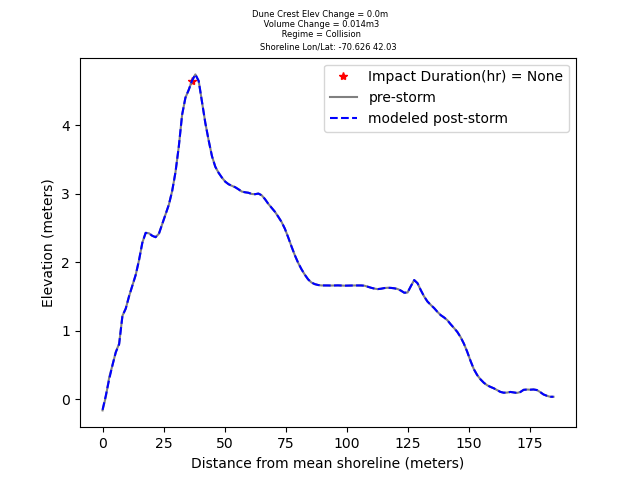 Dune Crest Elev Change = 0.0m
Volume Change = 0.014m3
Regime = Collision
Shoreline Lon/Lat: -70.626 42.03
Impact Duration(hr) = None
pre-storm
modeled post-storm
Elevation (meters)
4
3
2
1
0
0 25 50 75 100 125 150 175
Distance from mean shoreline (meters)